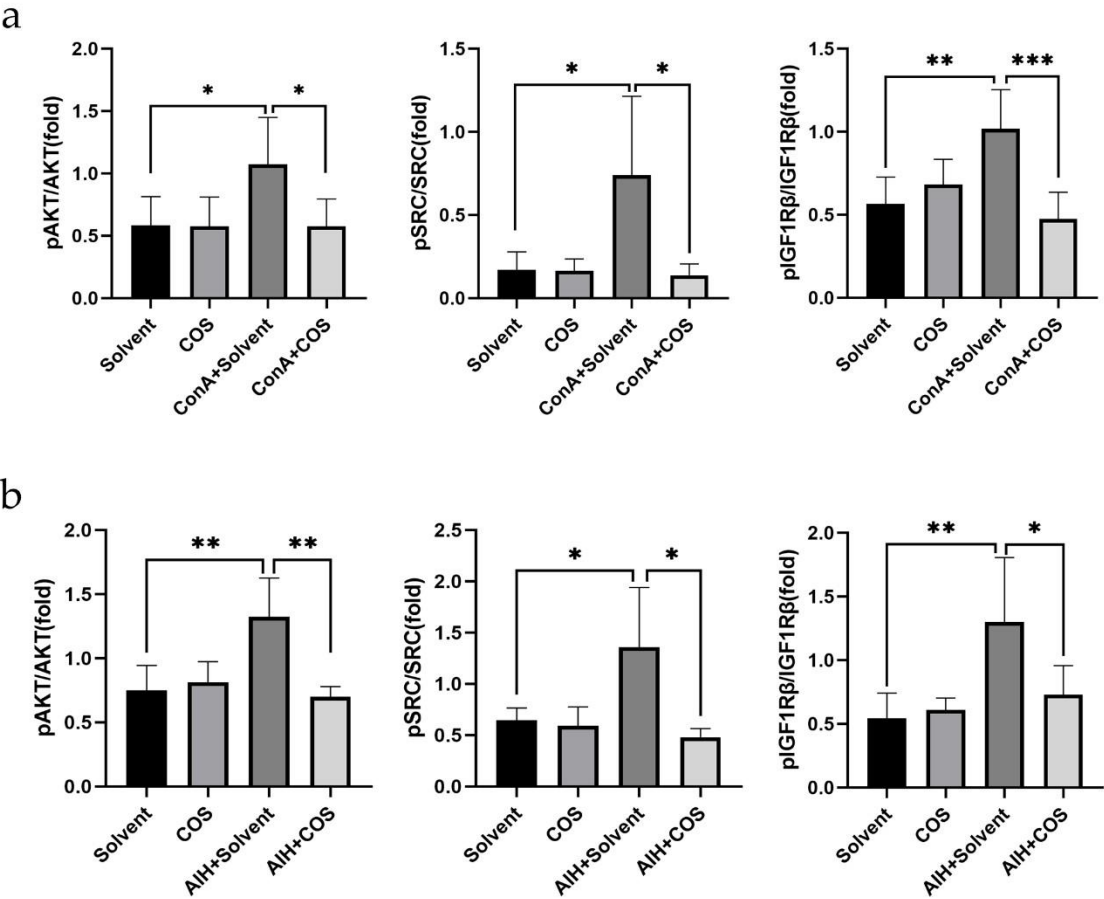 a
pAKT/AKT(fold)
2.0
1.5
1.0
0.5
0.0
*
*
Solvent
COS
ConA+Solvent
ConA+COS
pSRC/SRC(fold)
1.5
1.0
0.5
0.0
*
*
Solvent
COS
ConA+Solvent
ConA+COS
pIGF1Rβ/IGF1Rβ(fold)
1.5
1.0
0.5
0.0
**
***
Solvent
COS
ConA+Solvent
ConA+COS
b
pAKT/AKT(fold)
2.0
1.5
1.0
0.5
0.0
**
**
Solvent
COS
AIH+Solvent
AIH+COS
pSRC/SRC(fold)
2.5
2.0
1.5
1.0
0.5
0.0
*
*
Solvent
COS
AIH+Solvent
AIH+COS
pIGF1Rβ/IGF1Rβ(fold)
2.0
1.5
1.0
0.5
0.0
**
*
Solvent
COS
AIH+Solvent
AIH+COS